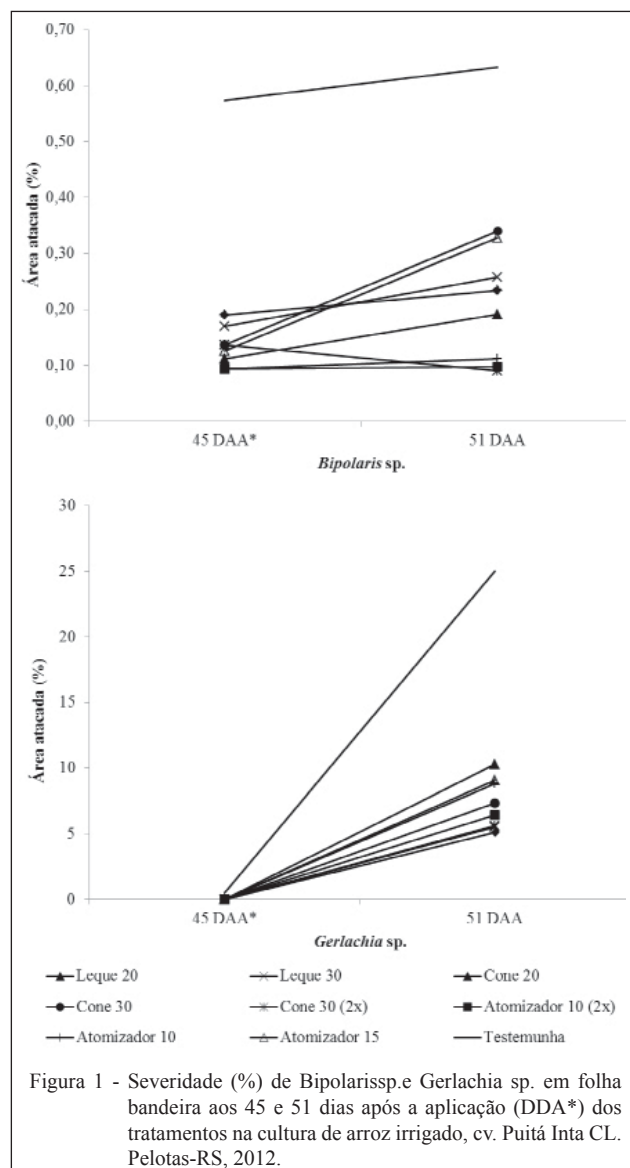 0,70
0,60
0,50
0,40
0,30
0,20
0,10
0,00
Área atacada (%)
45 DAA* 51 DAA
Bipolaris sp.
30
25
20
15
10
5
0
Área atacada (%)
45 DAA* 51 DAA
Gerlachia sp.
Leque 20 Leque 30 Cone 20
Cone 30 Cone 30 (2x) Atomizador 10 (2x)
Atomizador 10 Atomizador 15 Testemunha
Figura 1 - Severidade (%) de Bipolarissp.e Gerlachia sp. em folha
bandeira aos 45 e 51 dias após a aplicação (DDA*) dos
tratamentos na cultura de arroz irrigado, cv. Puitá Inta CL.
Pelotas-RS, 2012.